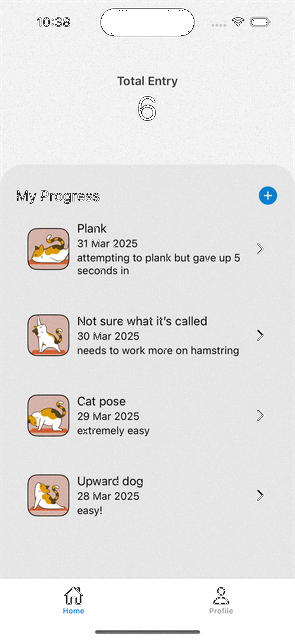 10:38
Total Entry
6
My Progress
Plank
31 Mar 2025
attempting to plank but gave up 5
seconds in
Not sure what it's called
30 Mar 2025
needs to work more on hamstring
Cat pose
29 Mar 2025
extremely easy
Upward dog
28 Mar 2025
easy!
Home
Profile